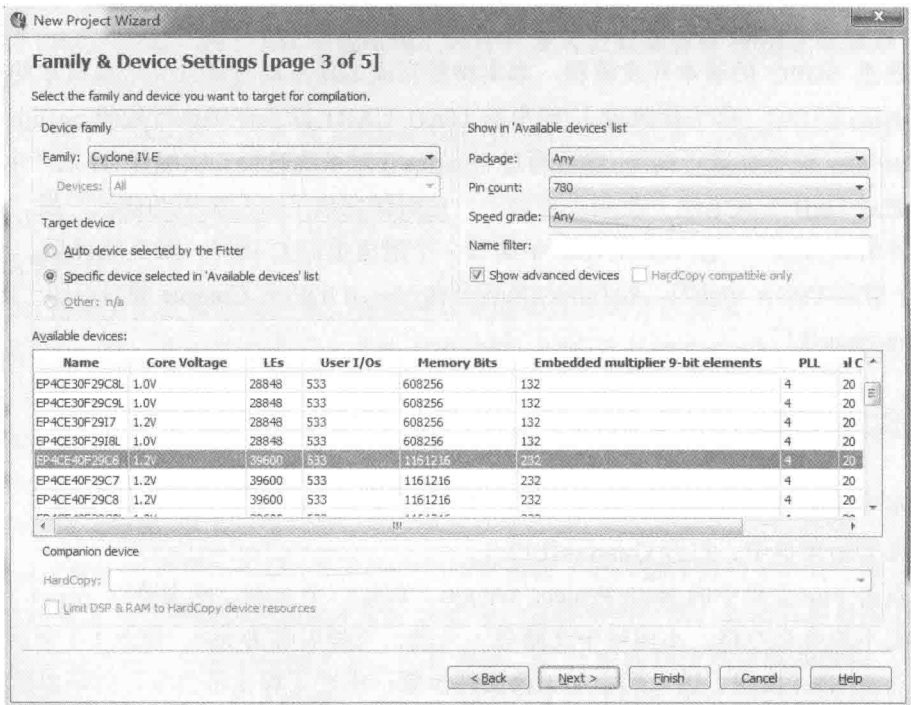 New Project Wizard
Family & Device Settings [page 3 of 5]
Select the family and device you want to target for compilation.
Device family
Family: Cyclone IV E
Devices: All
Target device
Auto device selected by the Fitter
Specific device selected in 'Available devices' list
Other: n/a
Show in 'Available devices' list
Package: Any
Pin count: 780
Speed grade: Any
Name filter:
Show advanced devices HardCopy compatible only
Available devices:
Name Core Voltage LEs User I/Os Memory Bits Embedded multiplier 9-bit elements PLL al C
EP4CE30F29C8L 1.0V 28848 533 608256 132 4 20
EP4CE30F29C9L 1.0V 28848 533 608256 132 4 20
EP4CE30F29I7 1.2V 28848 533 608256 132 4 20
EP4CE30F29I8L 1.0V 28848 533 608256 132 4 20
EP4CE40F29C6 1.2V 39600 533 1161216 232 4 20
EP4CE40F29C7 1.2V 39600 533 1161216 232 4 20
EP4CE40F29C8 1.2V 39600 533 1161216 232 4 20
Companion device
HardCopy:
Limit DSP & RAM to HardCopy device resources
< Back Next > Finish Cancel Help